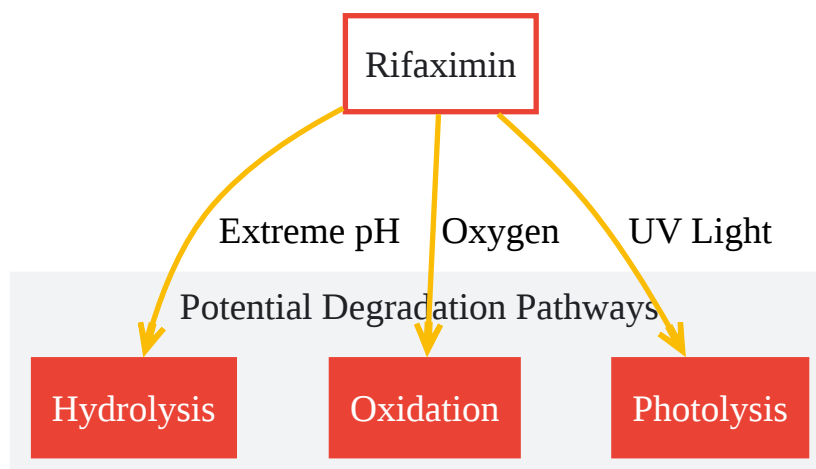 Rifaximin
Extreme pH
Oxygen
UV Light
Potential Degradation Pathways
Hydrolysis
Oxidation
Photolysis